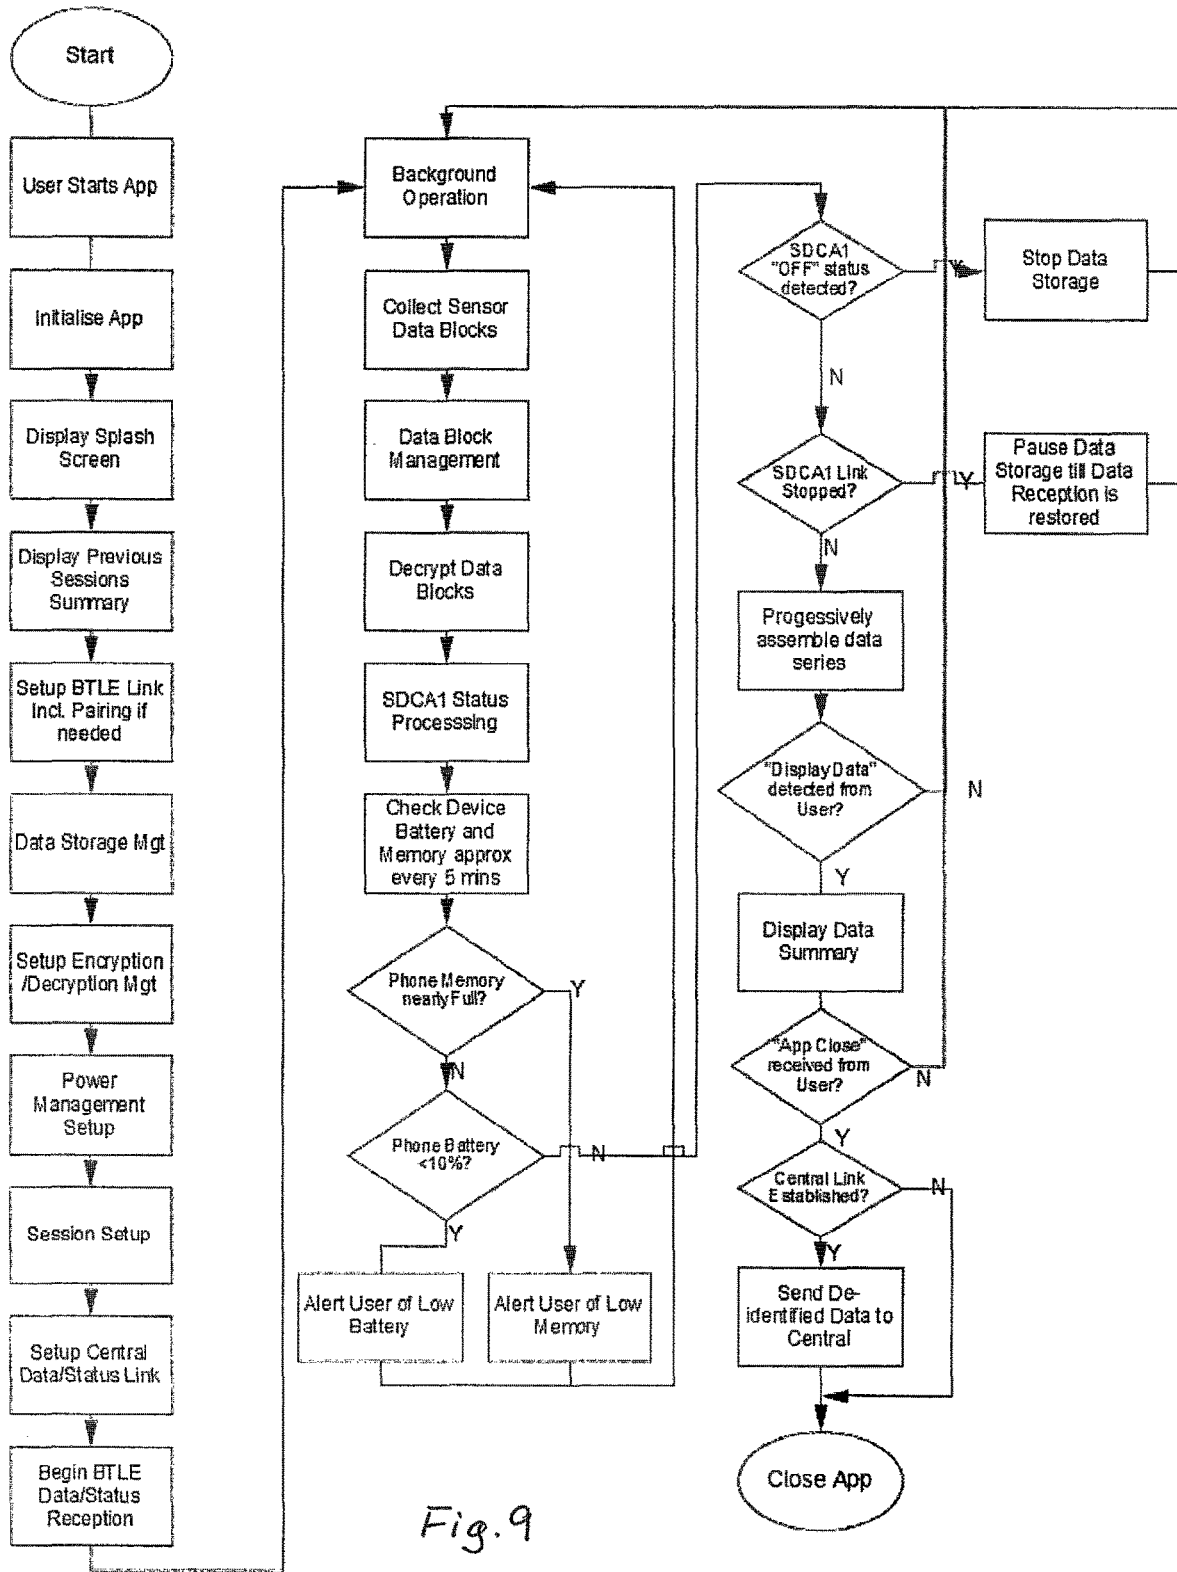 Start
User Starts App
Initialise App
Display Splash
Screen
Display Previous
Sessions
Summary
Setup BTLE Link
Incl. Pairing if
needed
Data Storage Mgt
Setup Encryption
/Decryption Mgt
Power
Management
Setup
Session Setup
Setup Central
Data/Status Link
Begin BTLE
Data/Status
Reception
Background
Operation
Collect Sensor
Data Blocks
Data Block
Management
Decrypt Data
Blocks
SDCA1 Status
Processsing
Check Device
Battery and
Memory approx
every 5 mins
Phone Memory
nearly Full?
Y
N
Phone Battery
<10%?
N
Y
Alert User of Low
Battery
Alert User of Low
Memory
SDCA1
"OFF" status
detected?
Y
Stop Data
Storage
N
SDCA1 Link
Stopped?
Y
Pause Data
Storage till Data
Reception is
restored
N
Progessively
assemble data
series
"Display Data"
detected from
User?
N
Y
Display Data
Summary
"App Close"
received from
User?
N
Y
Central Link
Established?
N
Y
Send De-
identified Data to
Central
Close App
Fig. 9